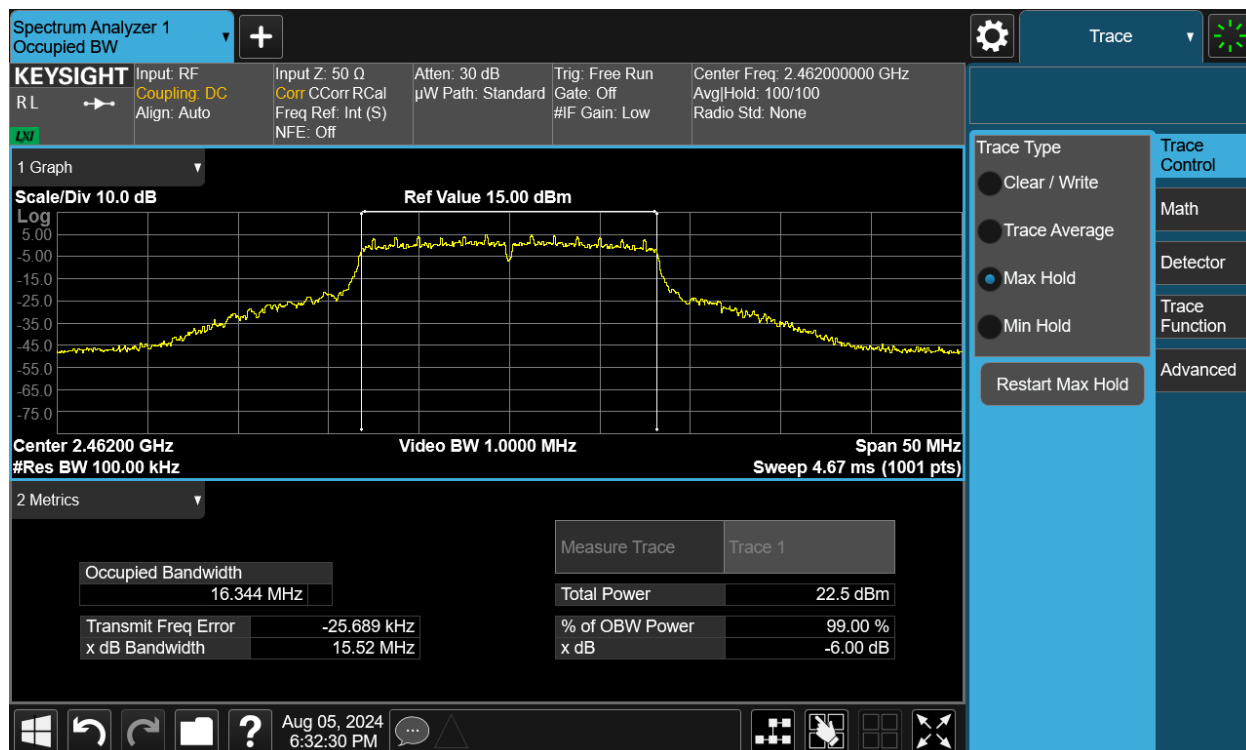 Spectrum Analyzer 1
Occupied BW
Trace
KEYSIGHT
R L
LXI
Input: RF
Coupling: DC
Align: Auto
Input Z: 50 Ω
Corr CCorr RCal
Freq Ref: Int (S)
NFE: Off
Atten: 30 dB
µW Path: Standard
Trig: Free Run
Gate: Off
#IF Gain: Low
Center Freq: 2.462000000 GHz
Avg|Hold: 100/100
Radio Std: None
1 Graph
Scale/Div 10.0 dB
Ref Value 15.00 dBm
Log
5.00
-5.00
-15.0
-25.0
-35.0
-45.0
-55.0
-65.0
-75.0
Center 2.46200 GHz
Video BW 1.0000 MHz
Span 50 MHz
#Res BW 100.00 kHz
Sweep 4.67 ms (1001 pts)
2 Metrics
Measure Trace
Trace 1
Occupied Bandwidth
16.344 MHz
Total Power
22.5 dBm
Transmit Freq Error
-25.689 kHz
% of OBW Power
99.00 %
x dB Bandwidth
15.52 MHz
x dB
-6.00 dB
Trace Type
Clear / Write
Trace Average
Max Hold
Min Hold
Restart Max Hold
Trace
Control
Math
Detector
Trace
Function
Advanced
?
Aug 05, 2024
6:32:30 PM